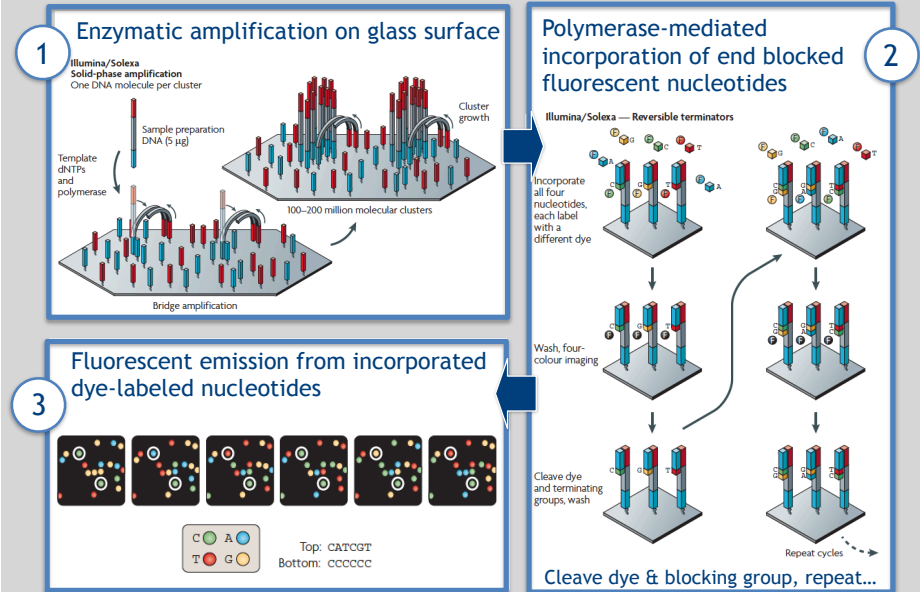 1
Enzymatic amplification on glass surface
Illumina/Solexa
Solid-phase amplification
One DNA molecule per cluster
Sample preparation
DNA (5 µg)
Template
dNTPs
and
polymerase
Cluster
growth
100–200 million molecular clusters
Bridge amplification
2
Polymerase-mediated
incorporation of end blocked
fluorescent nucleotides
Illumina/Solexa — Reversible terminators
F G
F C
F T
F A
F A
F G
F C
F A
F T
Incorporate
all four
nucleotides,
each label
with a
different dye
F C
F G
F T
C G F
G A F
T C F
Wash, four-
colour imaging
C F
G F
T F
C G F
G A F
T C F
Cleave dye
and terminating
groups, wash
C
G
T
C G
G A
T C
Repeat cycles
Cleave dye & blocking group, repeat…
3
Fluorescent emission from incorporated
dye-labeled nucleotides
C A
T G
Top: CATCGT
Bottom: CCCCCC